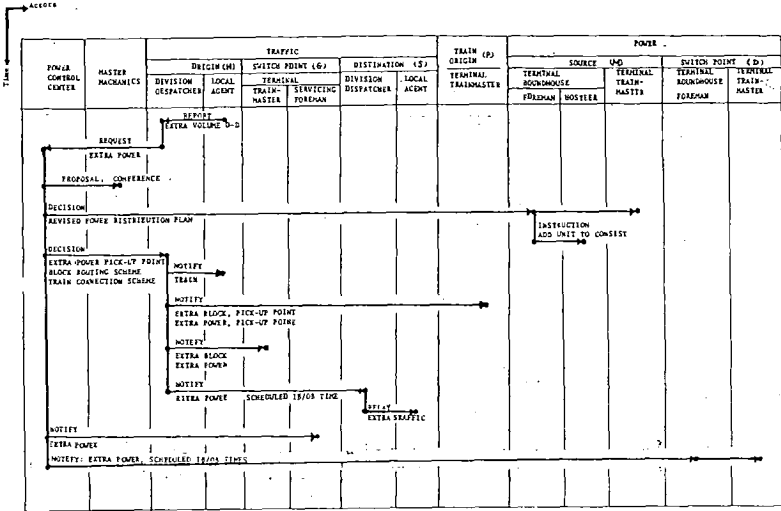 ACTORS
Time
TRAFFIC
TRAIN (P)
ORIGIN
TERMINAL
TRAINMASTER
POWER
POWER
CONTROL
CENTER
MASTER
MECHANICS
ORIGIN (M)
SWITCH POINT (G)
DISTINATION (S)
SOURCE
SWITCH POINT (D)
DIVISION
DESPATCHER
LOCAL
AGENT
TERMINAL
TRAIN-
MASTER
SERVICING
FOREMAN
DIVISION
DISPATCHER
LOCAL
AGENT
TERMINAL
ROUNDHOUSE
FOREMAN
HOSTLER
TERMINAL
TRAIN-
MASTER
TERMINAL
ROUNDHOUSE
FOREMAN
TERMINAL
TRAIN-
MASTER
REPORT
EXTRA VOLUME O-D
REQUEST
EXTRA POWER
PROPOSAL, CONFERENCE
DECISION
REVISED POWER DISTRIBUTION PLAN
INSTRUCTION
ADD UNIT TO CONSIST
DECISION
EXTRA POWER PICK-UP POINT
BLOCK ROUTING SCHEME
TRAIN CONNECTION SCHEME
NOTIFY
TRAIN
NOTIFY
EXTRA BLOCK, PICK-UP POINT
EXTRA POWER, PICK-UP POINT
NOTIFY
EXTRA BLOCK
EXTRA POWER
NOTIFY
EXTRA POWER SCHEDULED IB/OB TIME
RELAY
EXTRA TRAFFIC
NOTIFY
EXTRA POWER
NOTIFY: EXTRA POWER, SCHEDULED IB/OB TIMES